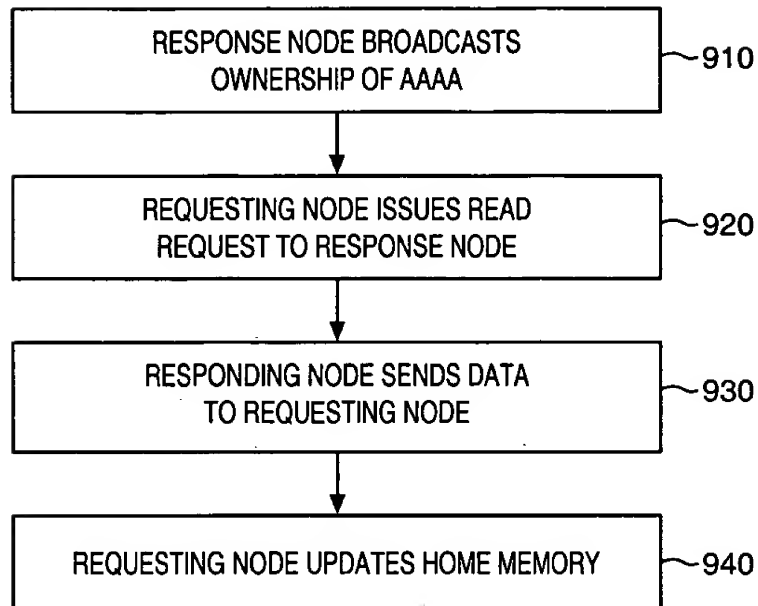 RESPONSE NODE BROADCASTS
OWNERSHIP OF AAAA
910
REQUESTING NODE ISSUES READ
REQUEST TO RESPONSE NODE
920
RESPONDING NODE SENDS DATA
TO REQUESTING NODE
930
REQUESTING NODE UPDATES HOME MEMORY
940